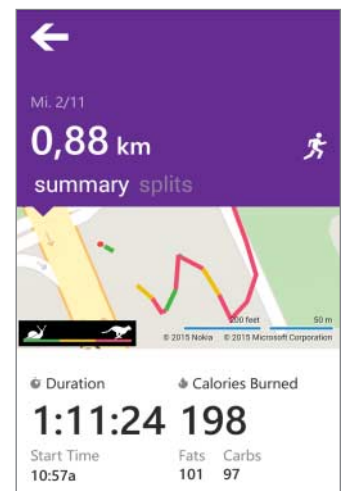 Mi. 2/11
0,88 km
summary splits
200 feet 50 m
© 2015 Nokia © 2015 Microsoft Corporation
Duration Calories Burned
1:11:24 198
Start Time Fats Carbs
10:57a 101 97